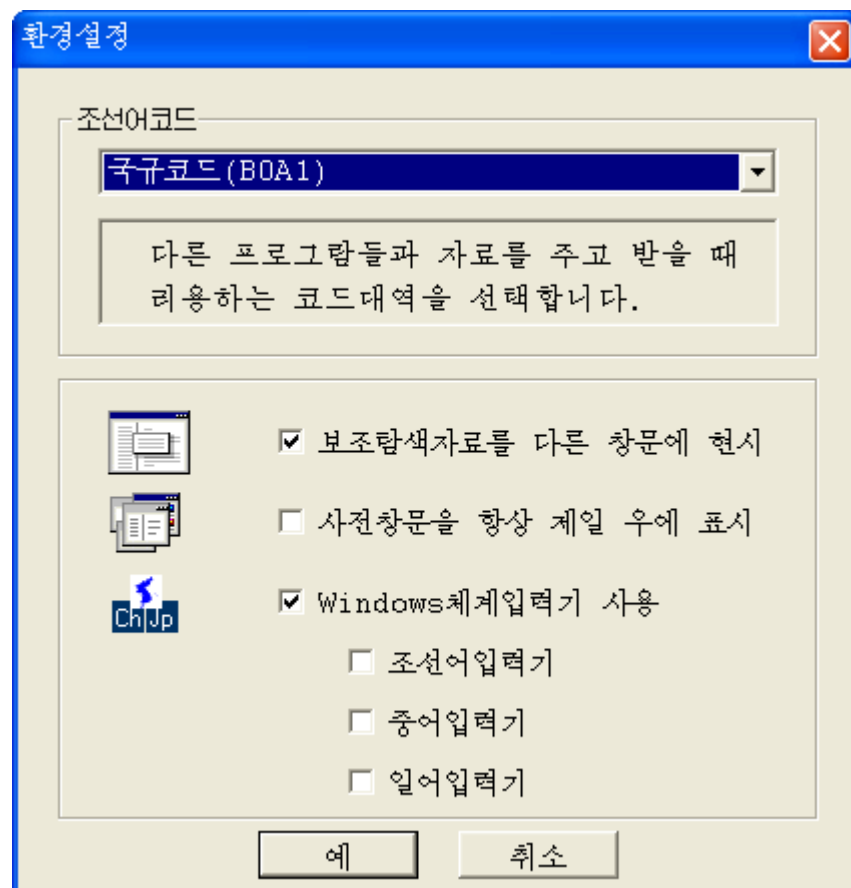 환경설정
조선어코드
국규코드(B0A1)
다른 프로그람들과 자료를 주고 받을 때
리용하는 코드대역을 선택합니다.
보조탐색자료를 다른 창문에 현시
사전창문을 항상 제일 우에 표시
Windows체계입력기 사용
Ch Jp
조선어입력기
중어입력기
일어입력기
예
취소